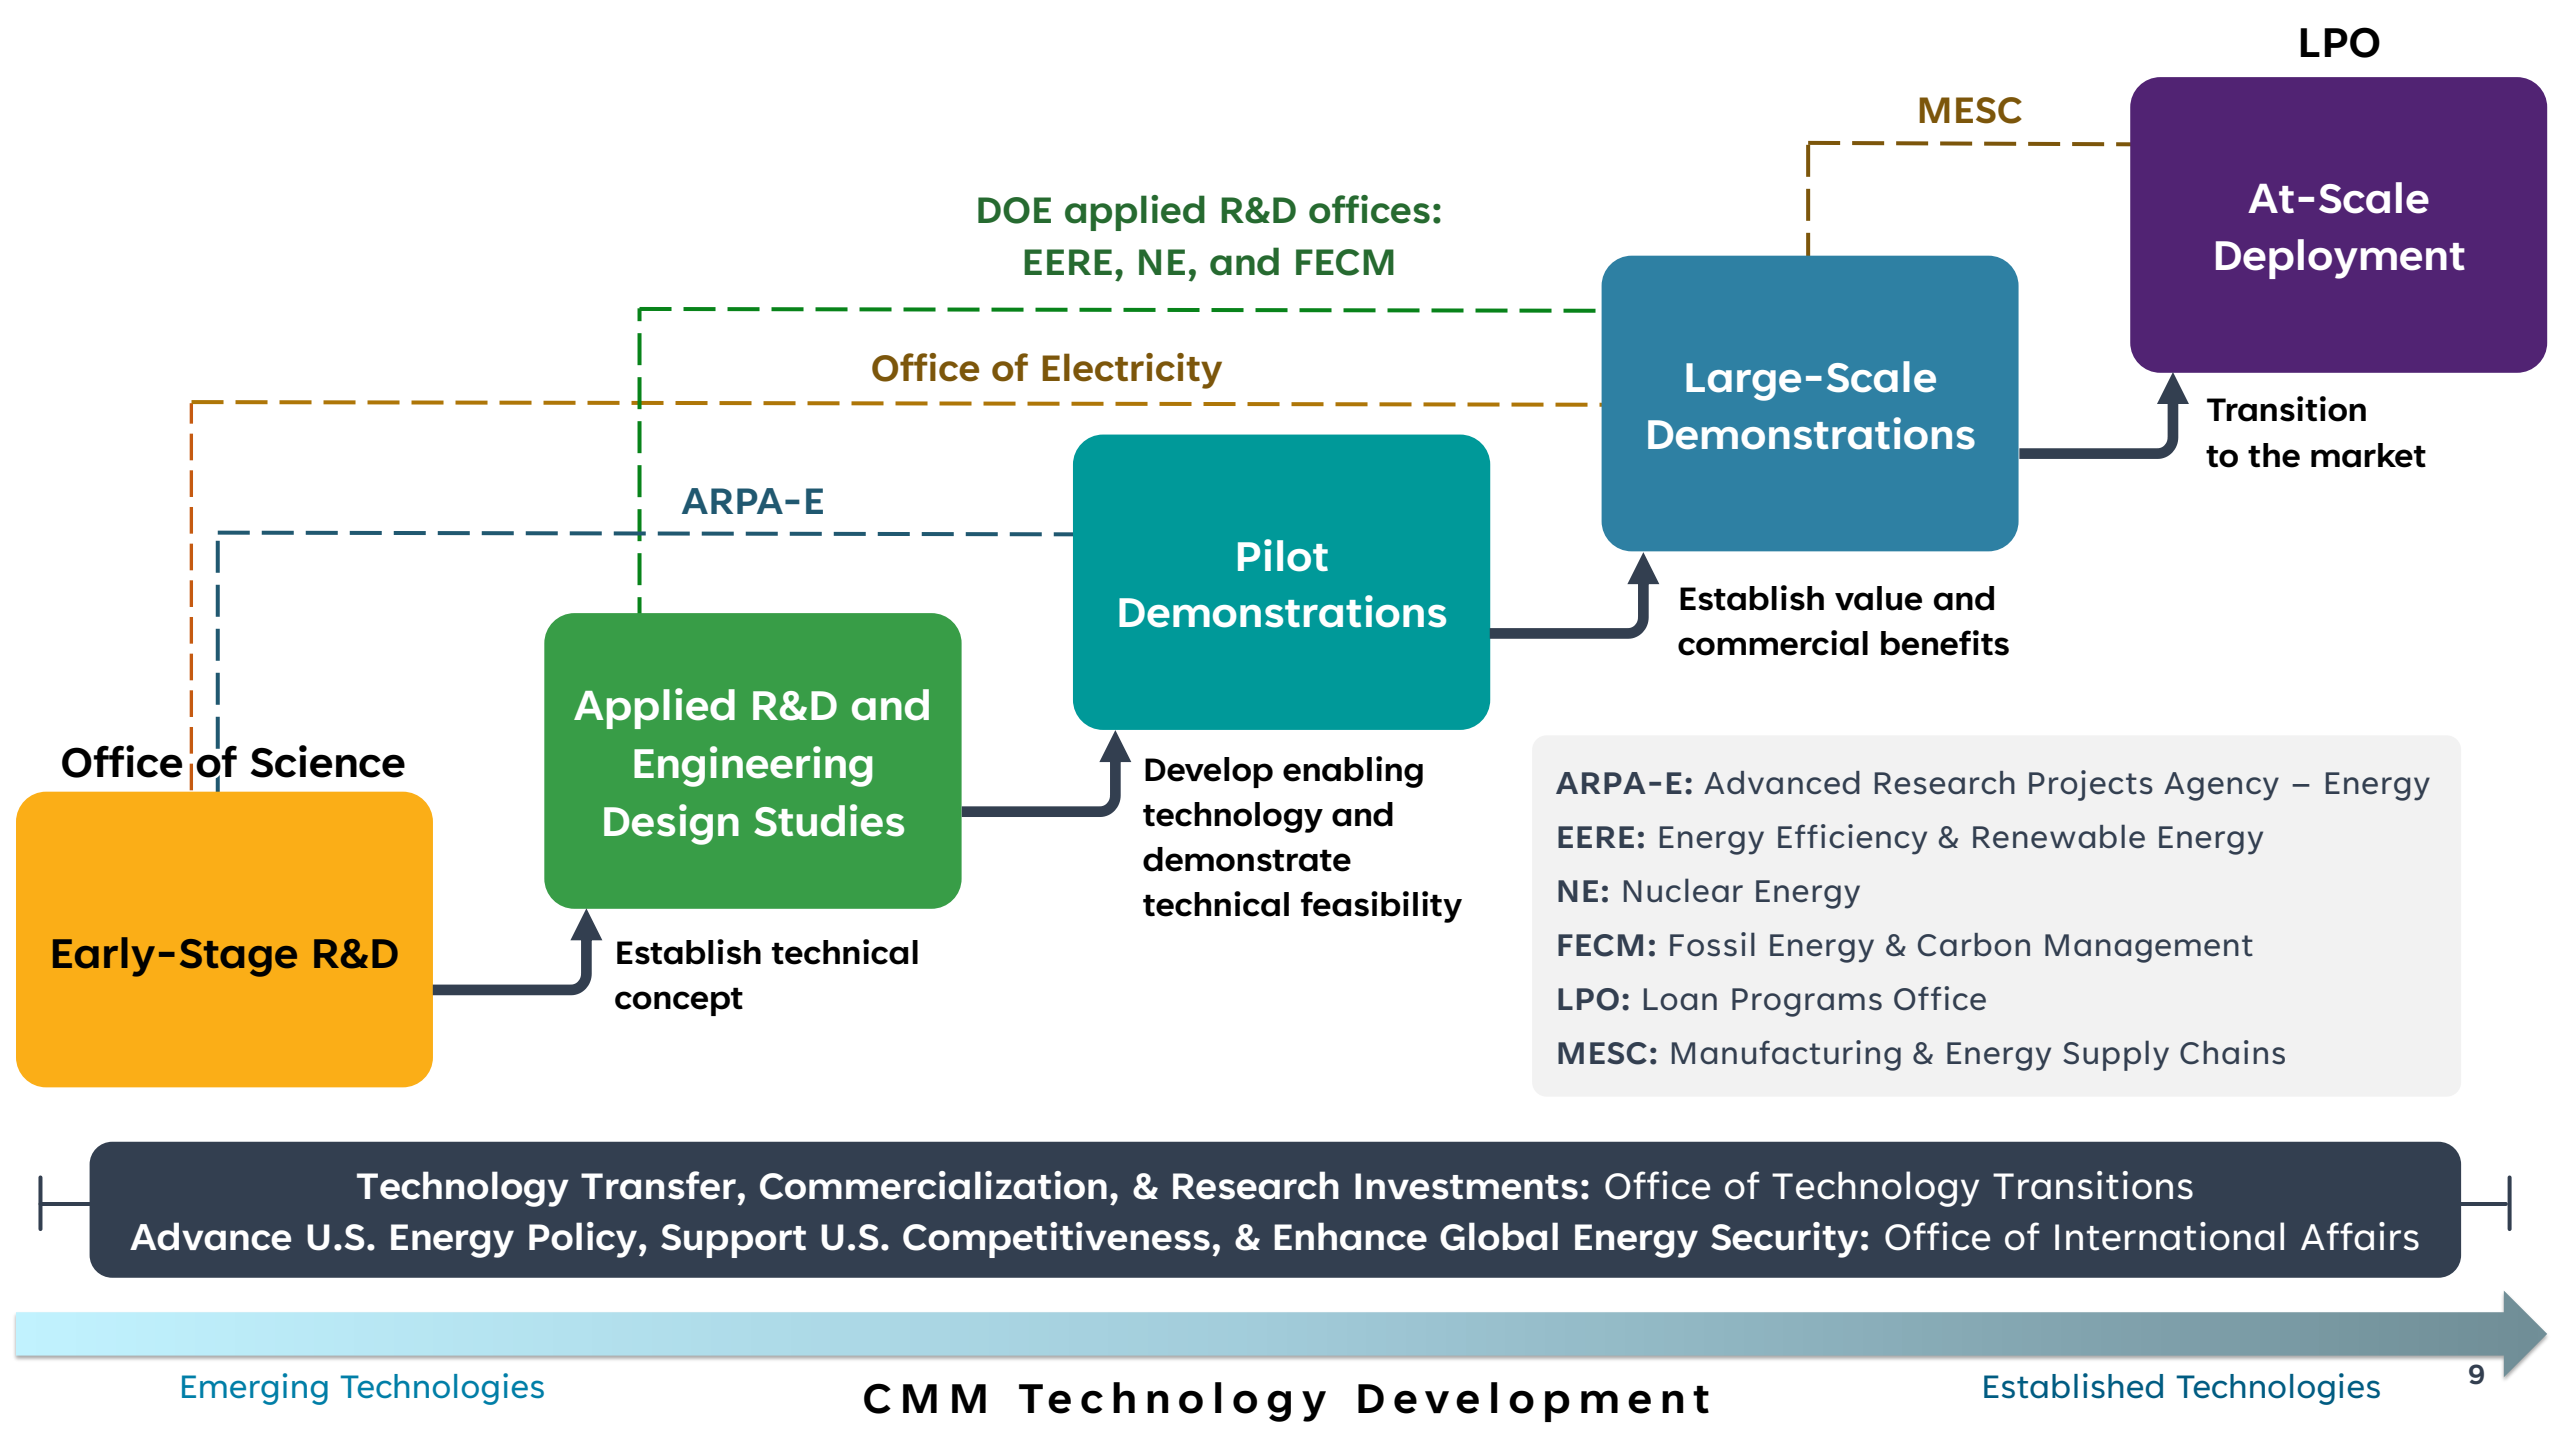 LPO
MESC
At-Scale
Deployment
DOE applied R&D offices:
EERE, NE, and FECM
Office of Electricity
Large-Scale
Demonstrations
Transition
to the market
ARPA-E
Pilot
Demonstrations
Establish value and
commercial benefits
Applied R&D and
Engineering
Design Studies
Develop enabling
technology and
demonstrate
technical feasibility
Office of Science
Early-Stage R&D
Establish technical
concept
ARPA-E: Advanced Research Projects Agency – Energy
EERE: Energy Efficiency & Renewable Energy
NE: Nuclear Energy
FECM: Fossil Energy & Carbon Management
LPO: Loan Programs Office
MESC: Manufacturing & Energy Supply Chains
Technology Transfer, Commercialization, & Research Investments: Office of Technology Transitions
Advance U.S. Energy Policy, Support U.S. Competitiveness, & Enhance Global Energy Security: Office of International Affairs
Emerging Technologies
CMM Technology Development
Established Technologies
9